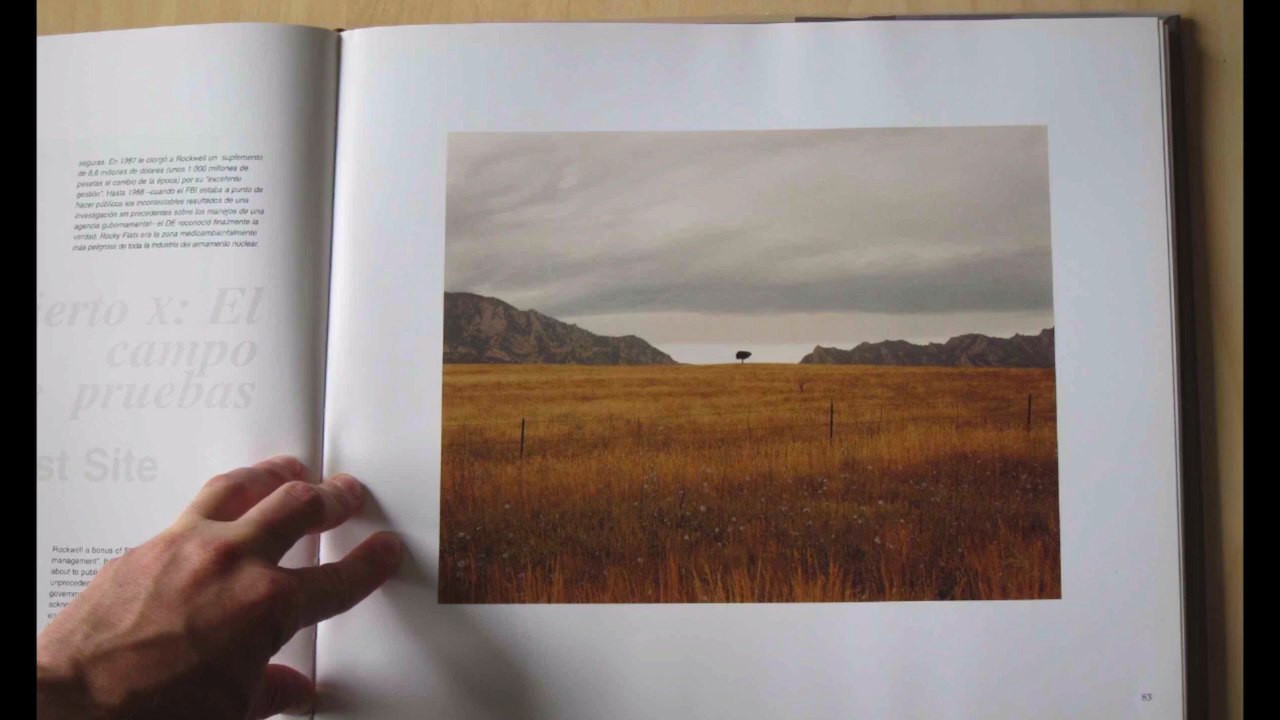 seguras. En 1987 le otorgó a Rockwell un suplemento
de 8,6 millones de dólares (unos 1.000 millones de
pesetas al cambio de la época) por su "excelente
gestión". Hasta 1988 –cuando el FBI estaba a punto de
hacer públicos los incontestables resultados de una
investigación sin precedentes sobre los manejos de una
agencia gubernamental– el DE reconoció finalmente la
verdad: Rocky Flats era la zona medioambientalmente
más peligrosa de toda la industria del armamento nuclear.
ierto x: El
campo
pruebas
st Site
Rockwell a bonus of
management",
about to publ
unpreceden
governm
83